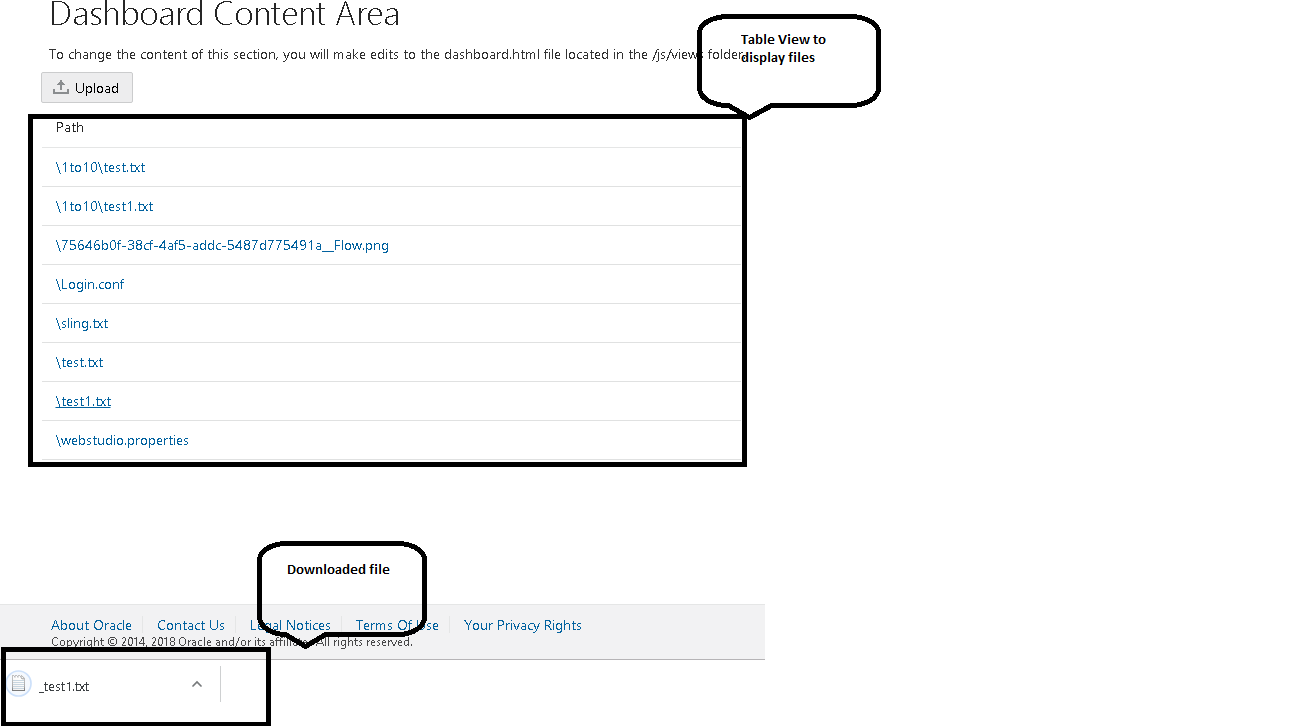 Dashboard Content Area
To change the content of this section, you will make edits to the dashboard.html file located in the /js/views folder.
Table View to
display files
Upload
Path
\1to10\test.txt
\1to10\test1.txt
\75646b0f-38cf-4af5-addc-5487d775491a__Flow.png
\Login.conf
\sling.txt
\test.txt
\test1.txt
\webstudio.properties
Downloaded file
About Oracle Contact Us Legal Notices Terms Of Use Your Privacy Rights
Copyright © 2014, 2018 Oracle and/or its affiliates All rights reserved.
_test1.txt